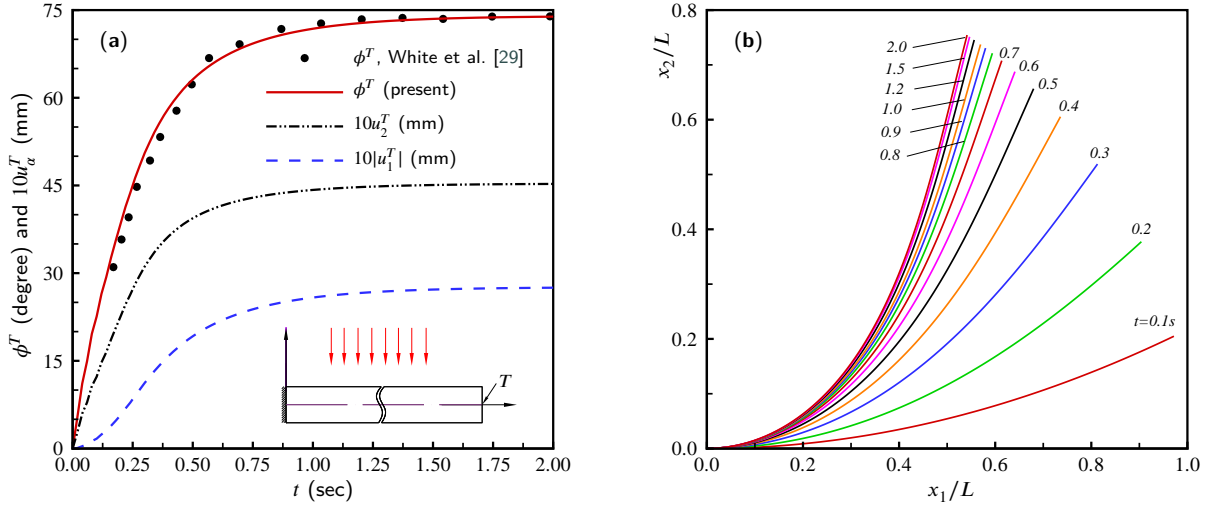 (a)
75
60
45
30
15
0
ϕ^T (degree) and 10u_α^T (mm)
ϕ^T, White et al. [29]
ϕ^T (present)
10u_2^T (mm)
10|u_1^T| (mm)
T
0.00 0.25 0.50 0.75 1.00 1.25 1.50 1.75 2.00
t (sec)
(b)
0.8
0.6
0.4
0.2
0.0
x_2/L
2.0
1.5
1.2
1.0
0.9
0.8
0.7
0.6
0.5
0.4
0.3
0.2
t=0.1s
0.0 0.2 0.4 0.6 0.8 1.0
x_1/L